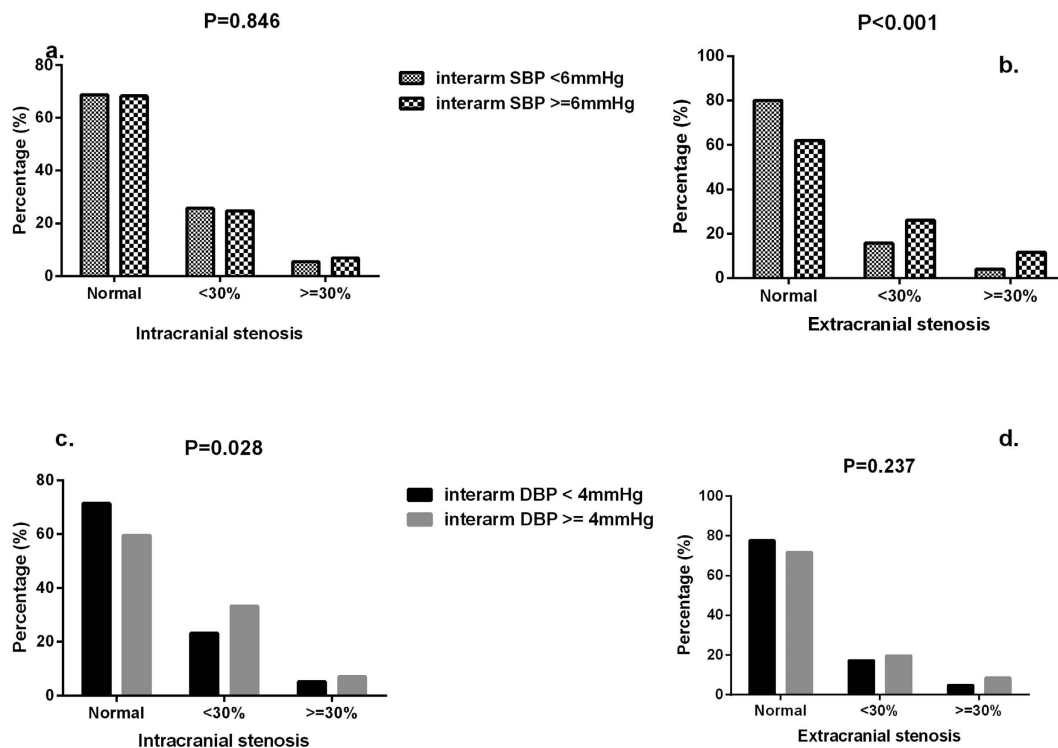 P=0.846
a.
80
60
40
20
0
Percentage (%)
Normal
<30%
>=30%
Intracranial stenosis
interarm SBP <6mmHg
interarm SBP >=6mmHg
P<0.001
b.
100
80
60
40
20
0
Percentage (%)
Normal
<30%
>=30%
Extracranial stenosis
c.
P=0.028
80
60
40
20
0
Percentage (%)
Normal
<30%
>=30%
Intracranial stenosis
interarm DBP < 4mmHg
interarm DBP >= 4mmHg
d.
P=0.237
100
80
60
40
20
0
Percentage (%)
Normal
<30%
>=30%
Extracranial stenosis